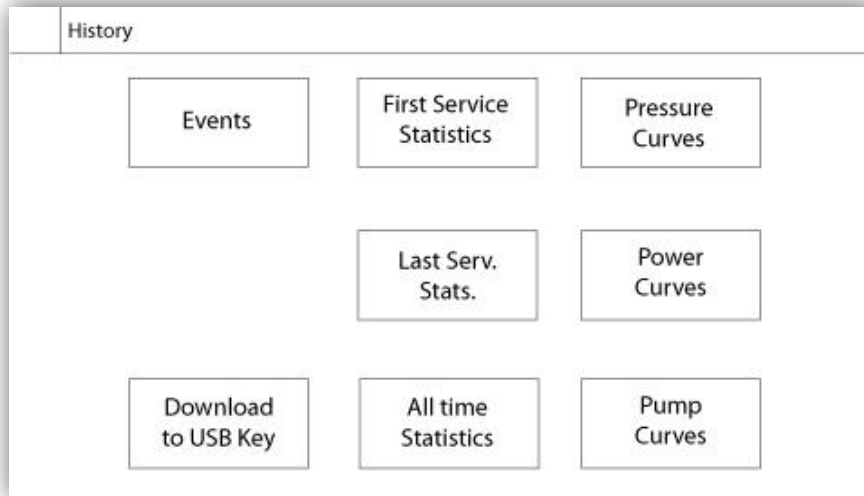 History
Events
First Service
Statistics
Pressure
Curves
Last Serv.
Stats.
Power
Curves
Download
to USB Key
All time
Statistics
Pump
Curves